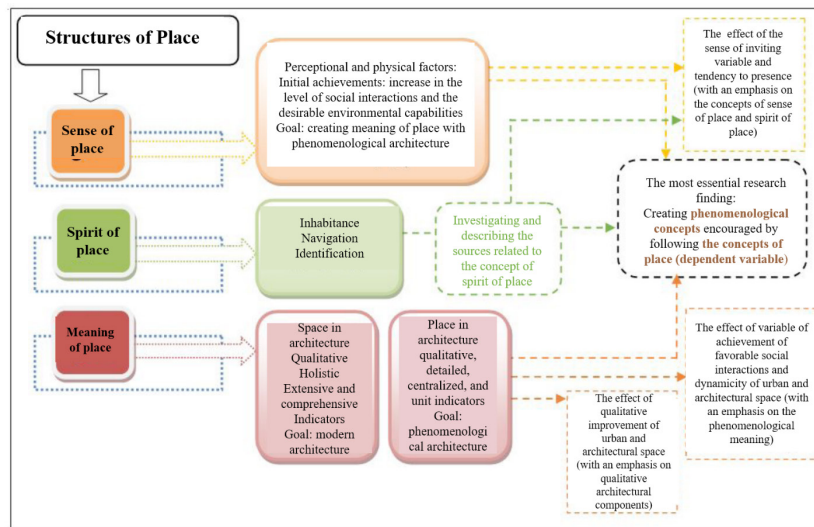 Structures of Place
Sense of
place
Perceptional and physical factors:
Initial achievements: increase in the
level of social interactions and the
desirable environmental capabilities
Goal: creating meaning of place with
phenomenological architecture
The effect of the
sense of inviting
variable and
tendency to
presence
(with an emphasis
on the concepts of sense
of place and spirit of
place)
Spirit of
place
Inhabitance
Navigation
Identification
Investigating and
describing the
sources related to
the concept of
spirit of place
The most essential research
finding:
Creating phenomenological
concepts encouraged by
following the concepts of
place (dependent variable)
Meaning
of place
Space in
architecture
Qualitative
Holistic
Extensive and
comprehensive
Indicators
Goal: modern
architecture
Place in
architecture
qualitative,
detailed,
centralized, and
unit indicators
Goal:
phenomenologi
cal architecture
The effect of
qualitative
improvement of
urban and
architectural space
(with an emphasis on
qualitative
architectural
components)
The effect of variable of
achievement of
favorable social
interactions and
dynamicity of urban and
architectural space (with
an emphasis on the
phenomenological
meaning)